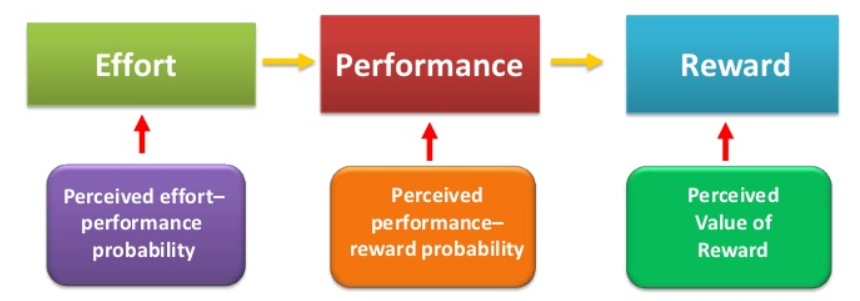 Effort
Performance
Reward
Perceived effort–
performance
probability
Perceived
performance–
reward probability
Perceived
Value of
Reward